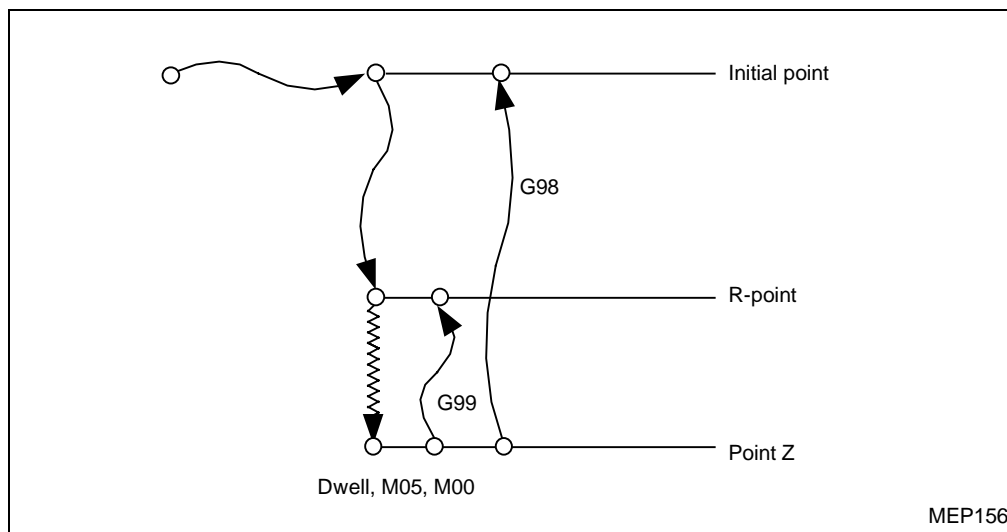 Initial point
G98
R-point
G99
Point Z
Dwell, M05, M00
MEP156